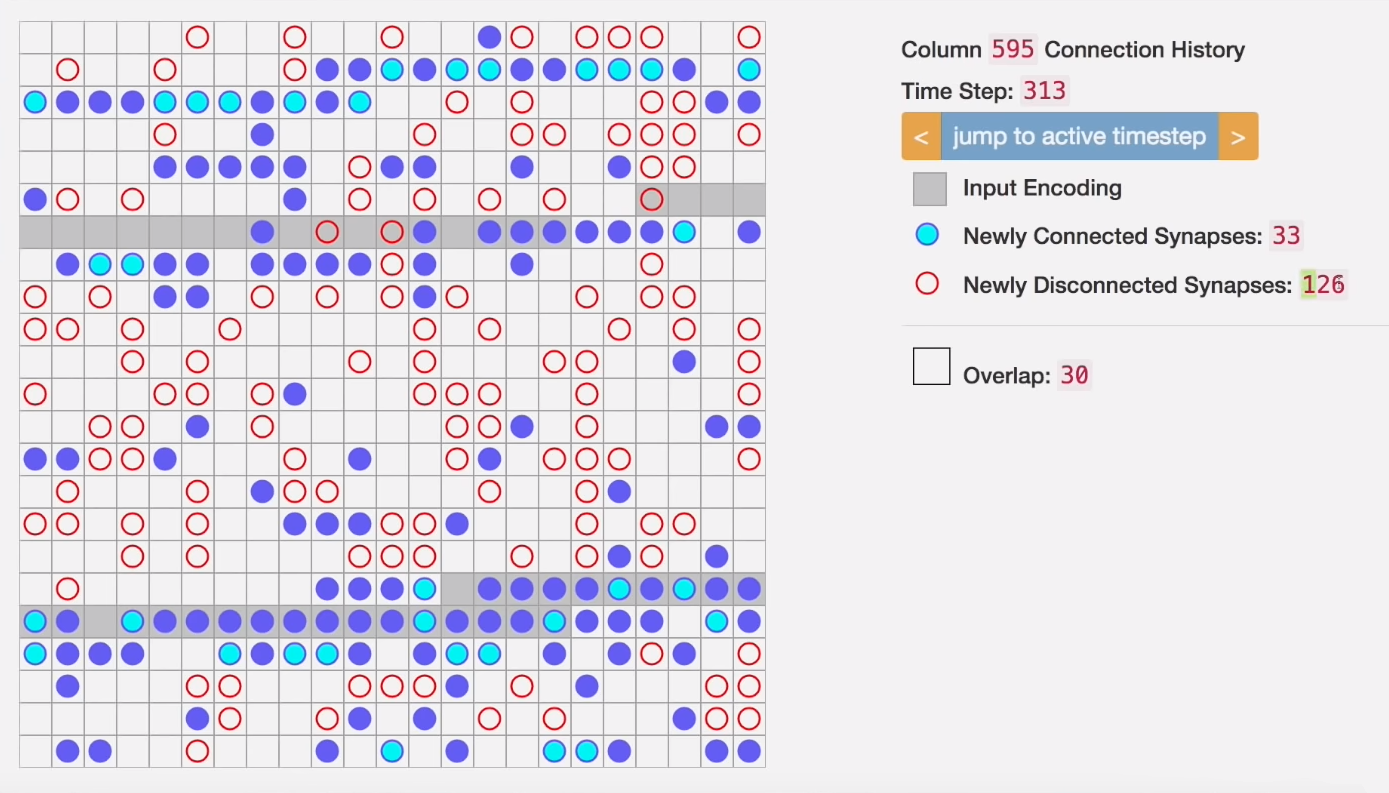 Column 595 Connection History
Time Step: 313
< jump to active timestep >
Input Encoding
Newly Connected Synapses: 33
Newly Disconnected Synapses: 126
Overlap: 30